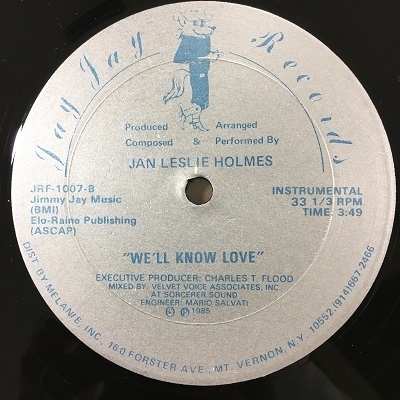 Jay Jay Records
Produced Arranged
Composed & Performed By
JAN LESLIE HOLMES
JRF-1007-B
Jimmy Jay Music
(BMI)
Elo-Raine Publishing
(ASCAP)
INSTRUMENTAL
33 1/3 RPM
TIME: 3:49
"WE'LL KNOW LOVE"
EXECUTIVE PRODUCER: CHARLES T. FLOOD
MIXED BY: VELVET VOICE ASSOCIATES, INC
AT SORCERER SOUND
ENGINEER: MARIO SALVATI
© ℗ 1985
DIST BY MELANIE, INC. 160 FORSTER AVE., MT. VERNON, N.Y. 10552, (914)667-2466